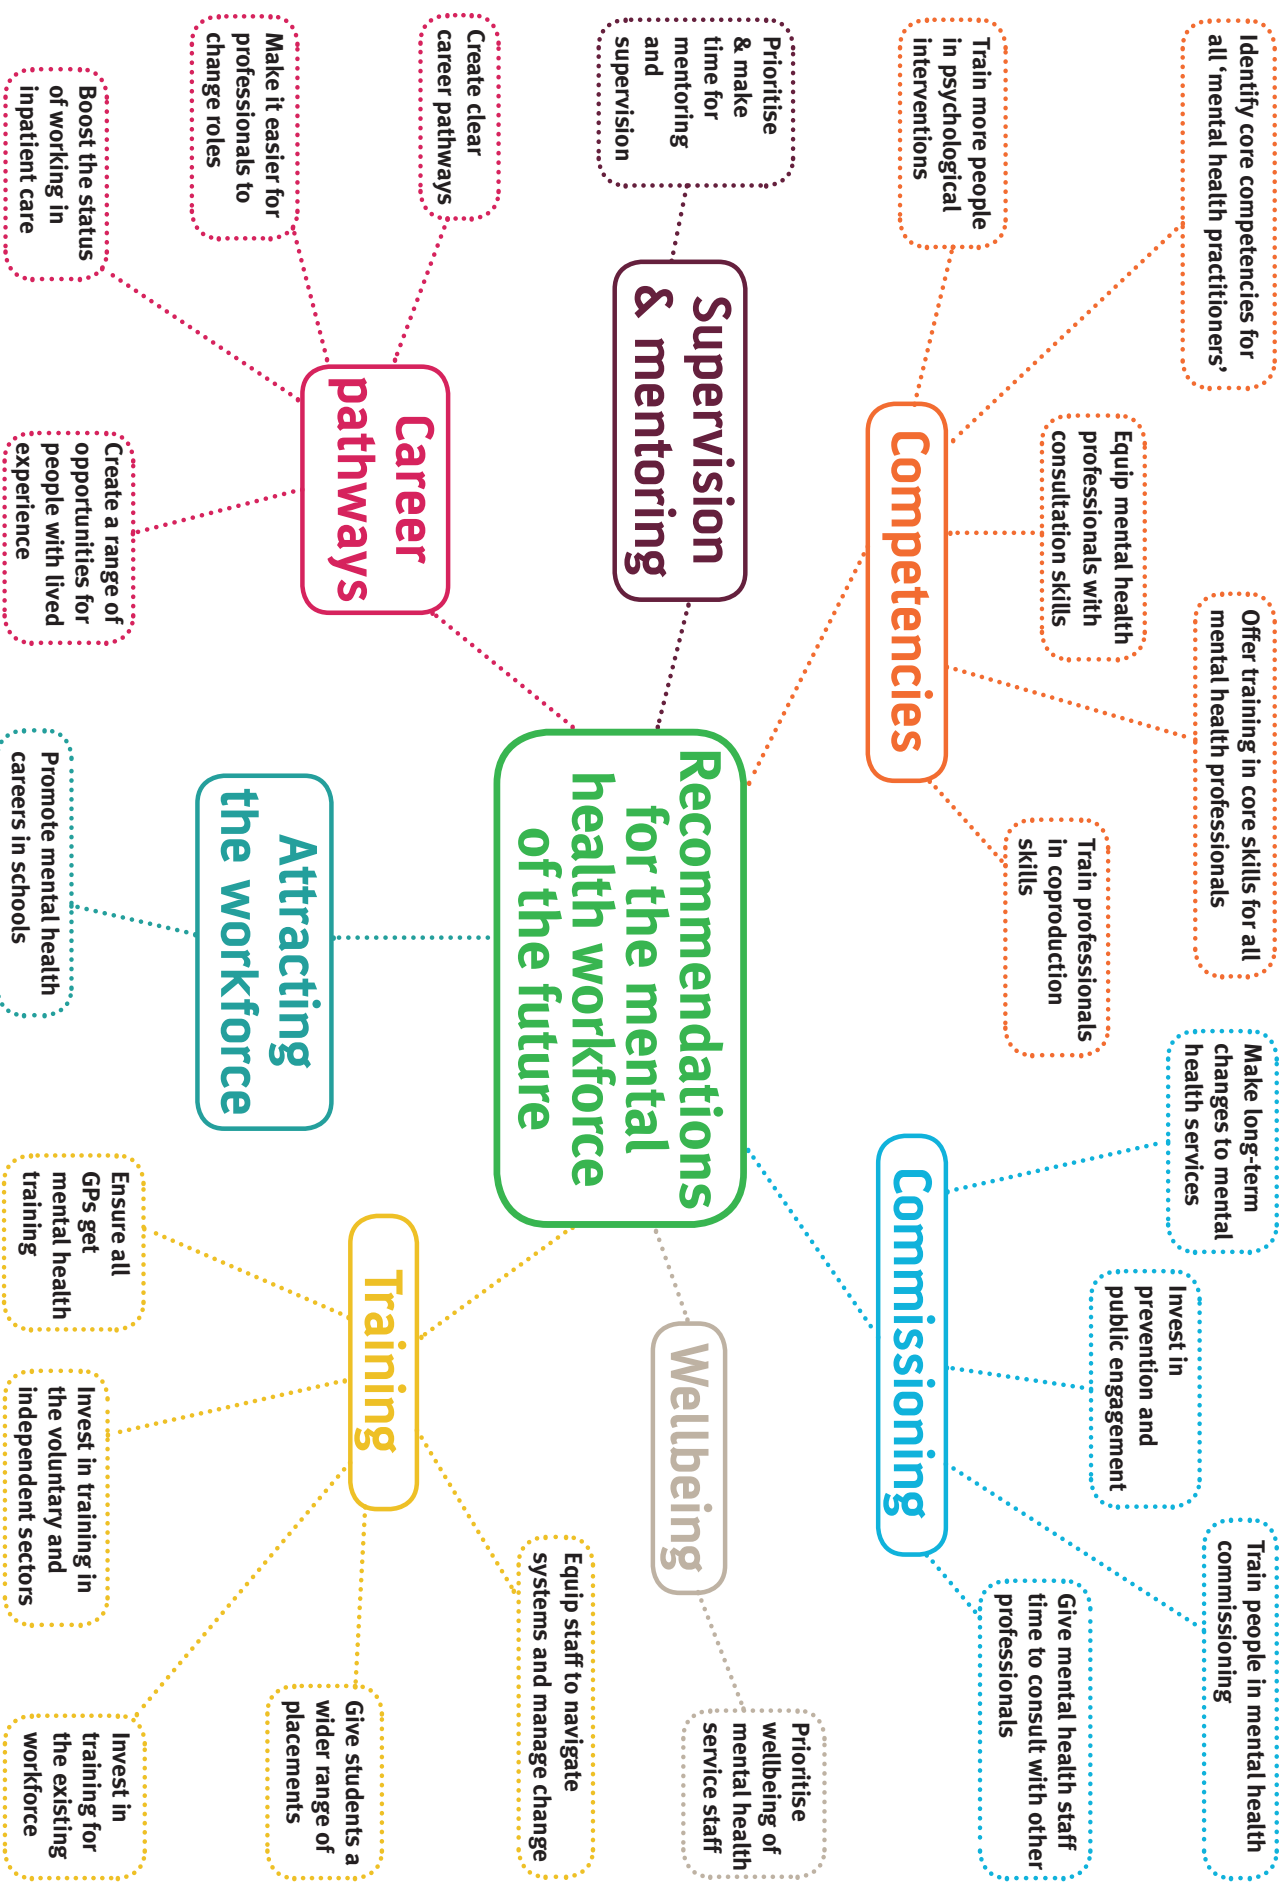 Identify core competencies for
all ‘mental health practitioners’
Offer training in core skills for all
mental health professionals
Make long-term
changes to mental
health services
Train people in mental health
commissioning
Equip mental health
professionals with
consultation skills
Invest in
prevention and
public engagement
Train more people
in psychological
interventions
Train professionals
in coproduction
skills
Give mental health staff
time to consult with other
professionals
Competencies
Commissioning
Prioritise
& make
time for
mentoring
and
supervision
Supervision
& mentoring
Recommendations
for the mental
health workforce
of the future
Wellbeing
Prioritise
wellbeing of
mental health
service staff
Create clear
career pathways
Career
pathways
Make it easier for
professionals to
change roles
Boost the status
of working in
inpatient care
Create a range of
opportunities for
people with lived
experience
Attracting
the workforce
Promote mental health
careers in schools
Training
Equip staff to navigate
systems and manage change
Give students a
wider range of
placements
Ensure all
GPs get
mental health
training
Invest in training in
the voluntary and
independent sectors
Invest in
training for
the existing
workforce